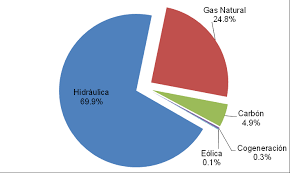 Gas Natural
24.8%
Hidráulica
69.9%
Carbón
4.9%
Cogeneración
0.3%
Eólica
0.1%